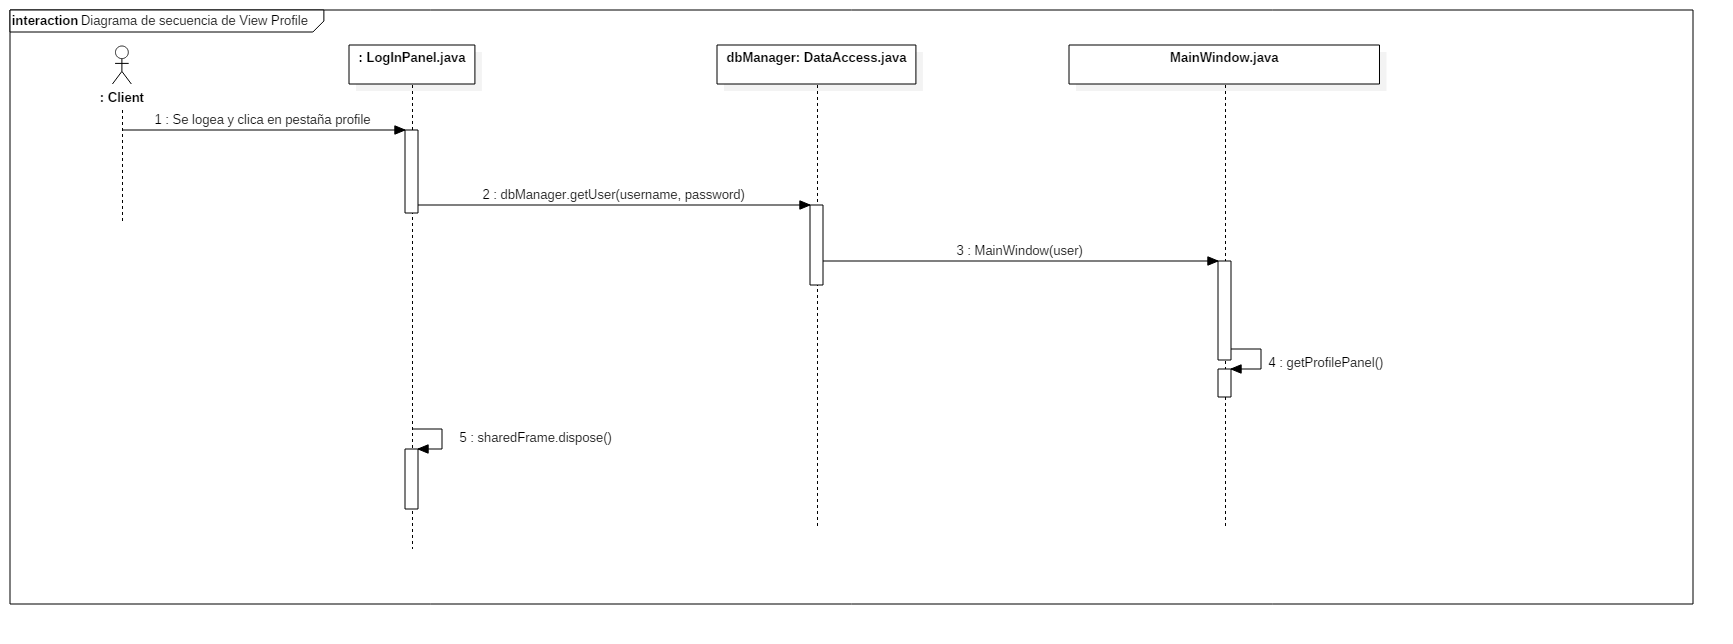 interaction Diagrama de secuencia de View Profile
: Client
: LogInPanel.java
dbManager: DataAccess.java
MainWindow.java
1 : Se logea y clica en pestaña profile
2 : dbManager.getUser(username, password)
3 : MainWindow(user)
4 : getProfilePanel()
5 : sharedFrame.dispose()